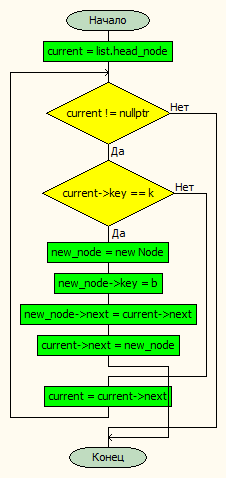 Начало
current = list.head_node
current != nullptr
Нет
Да
current->key == k
Нет
Да
new_node = new Node
new_node->key = b
new_node->next = current->next
current->next = new_node
current = current->next
Конец